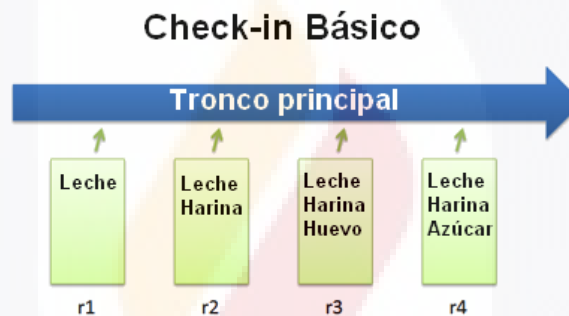 Check-in Básico
Tronco principal
Leche
Leche
Harina
Leche
Harina
Huevo
Leche
Harina
Azúcar
r1
r2
r3
r4